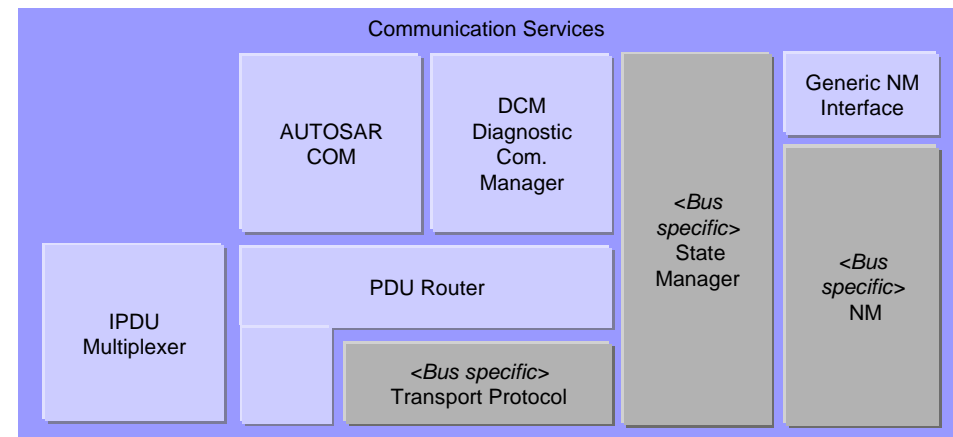 Communication Services
AUTOSAR
COM
DCM
Diagnostic
Com.
Manager
<Bus
specific>
State
Manager
Generic NM
Interface
<Bus
specific>
NM
IPDU
Multiplexer
PDU Router
<Bus specific>
Transport Protocol